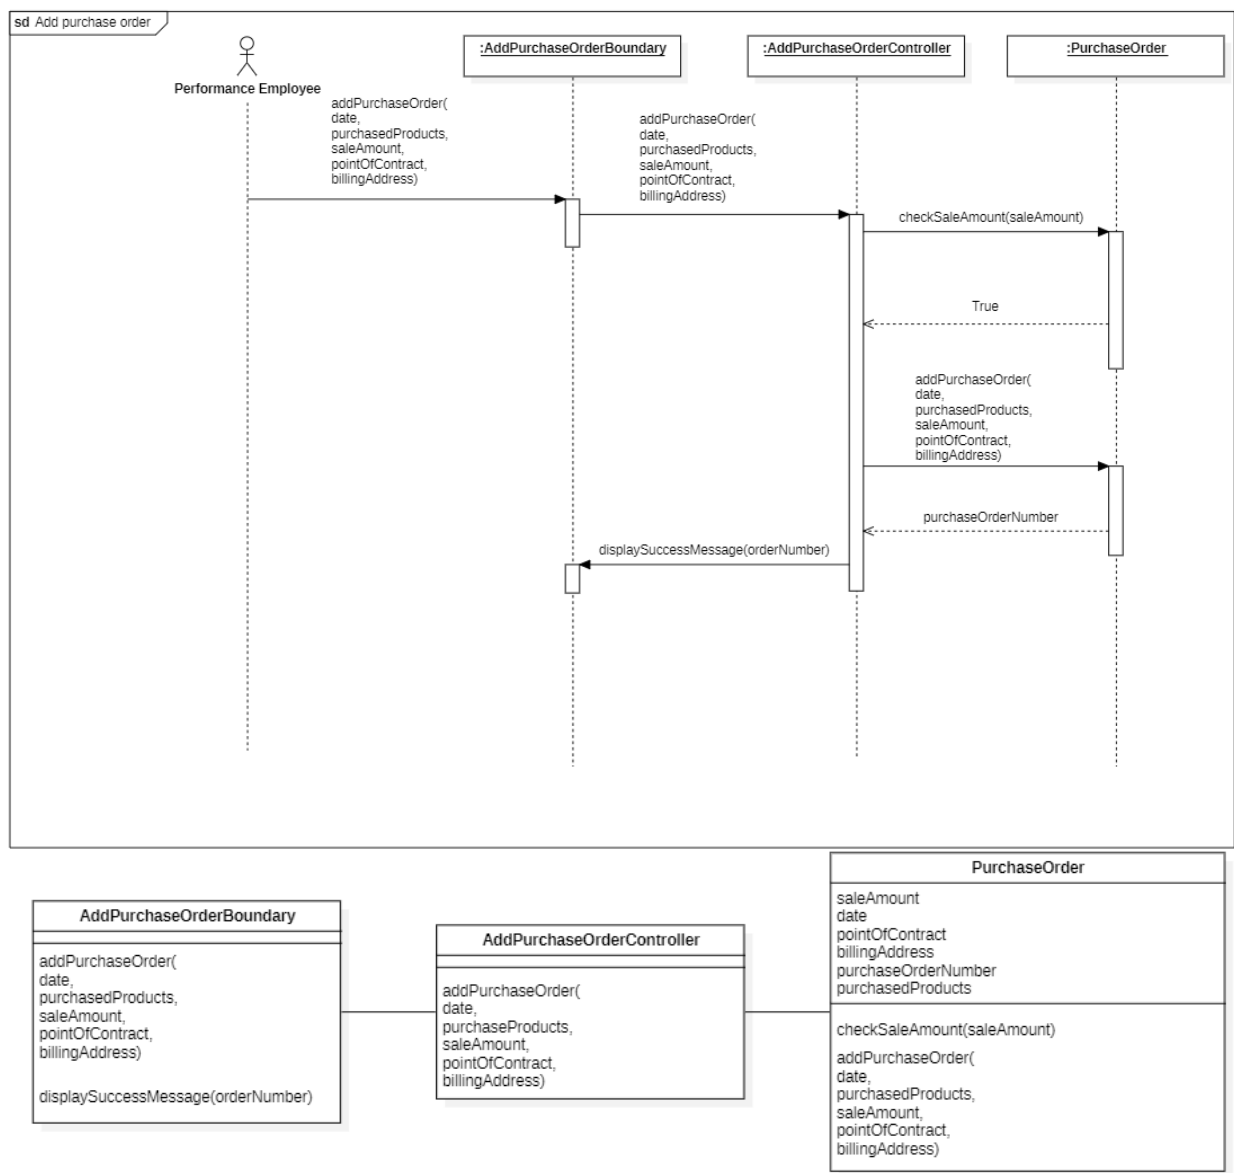 sd Add purchase order
:AddPurchaseOrderBoundary
:AddPurchaseOrderController
:PurchaseOrder
Performance Employee
addPurchaseOrder(
date,
purchasedProducts,
saleAmount,
pointOfContract,
billingAddress)
addPurchaseOrder(
date,
purchasedProducts,
saleAmount,
pointOfContract,
billingAddress)
checkSaleAmount(saleAmount)
True
addPurchaseOrder(
date,
purchasedProducts,
saleAmount,
pointOfContract,
billingAddress)
purchaseOrderNumber
displaySuccessMessage(orderNumber)
AddPurchaseOrderBoundary
addPurchaseOrder(
date,
purchasedProducts,
saleAmount,
pointOfContract,
billingAddress)
displaySuccessMessage(orderNumber)
AddPurchaseOrderController
addPurchaseOrder(
date,
purchaseProducts,
saleAmount,
pointOfContract,
billingAddress)
PurchaseOrder
saleAmount
date
pointOfContract
billingAddress
purchaseOrderNumber
purchasedProducts
checkSaleAmount(saleAmount)
addPurchaseOrder(
date,
purchasedProducts,
saleAmount,
pointOfContract,
billingAddress)